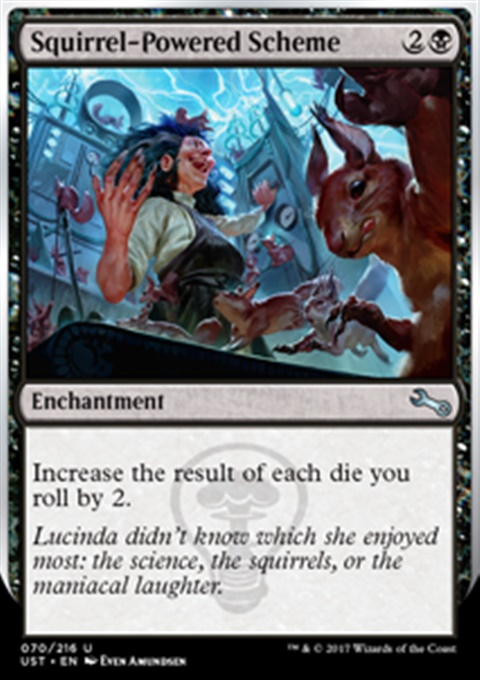 Squirrel-Powered Scheme 2
Enchantment
Increase the result of each die you
roll by 2.
Lucinda didn't know which she enjoyed
most: the science, the squirrels, or the
maniacal laughter.
070/216 U
™ & © 2017 Wizards of the Coast
UST • EN Even Amundsen